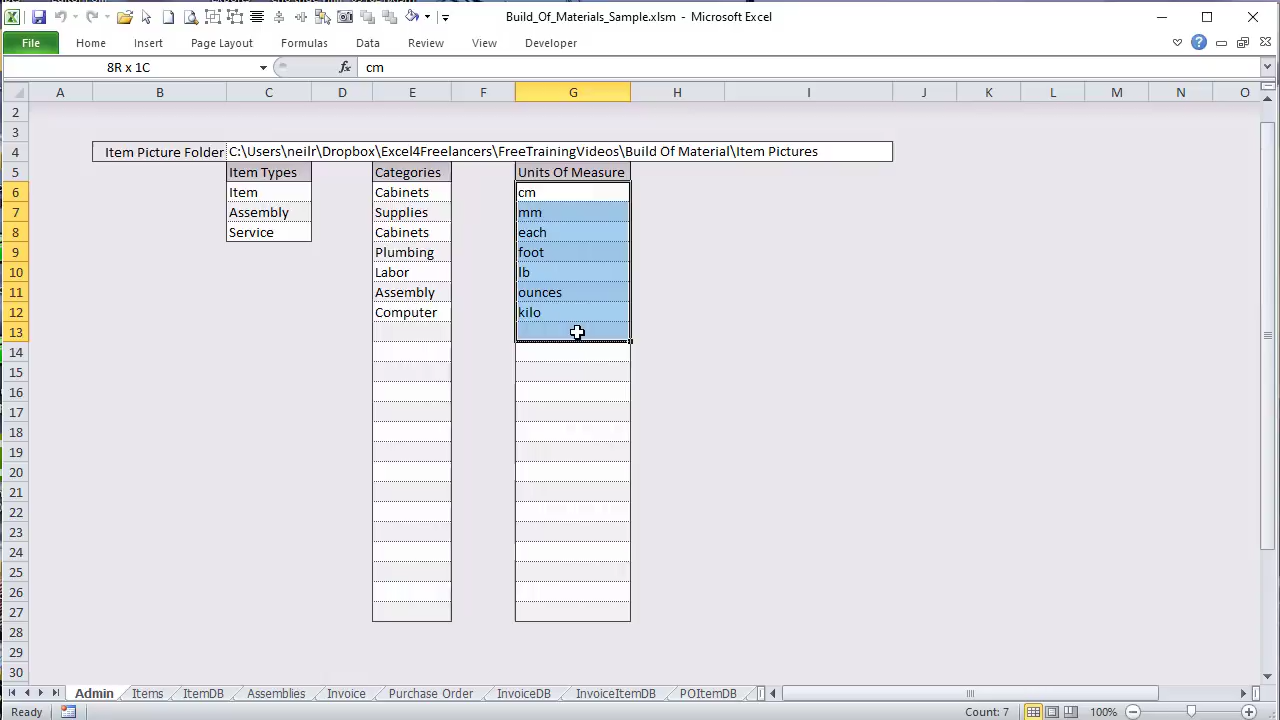 Build_Of_Materials_Sample.xlsm - Microsoft Excel
File Home Insert Page Layout Formulas Data Review View Developer
8R x 1C fx cm
A B C D E F G H I J K L M N O
2
3
4 Item Picture Folder C:\Users\neilr\Dropbox\Excel4Freelancers\FreeTrainingVideos\Build Of Material\Item Pictures
5 Item Types Categories Units Of Measure
6 Item Cabinets cm
7 Assembly Supplies mm
8 Service Cabinets each
9 Plumbing foot
10 Labor lb
11 Assembly ounces
12 Computer kilo
13
14
15
16
17
18
19
20
21
22
23
24
25
26
27
28
29
30
Admin Items ItemDB Assemblies Invoice Purchase Order InvoiceDB InvoiceItemDB POItemDB
Ready Count: 7 100%